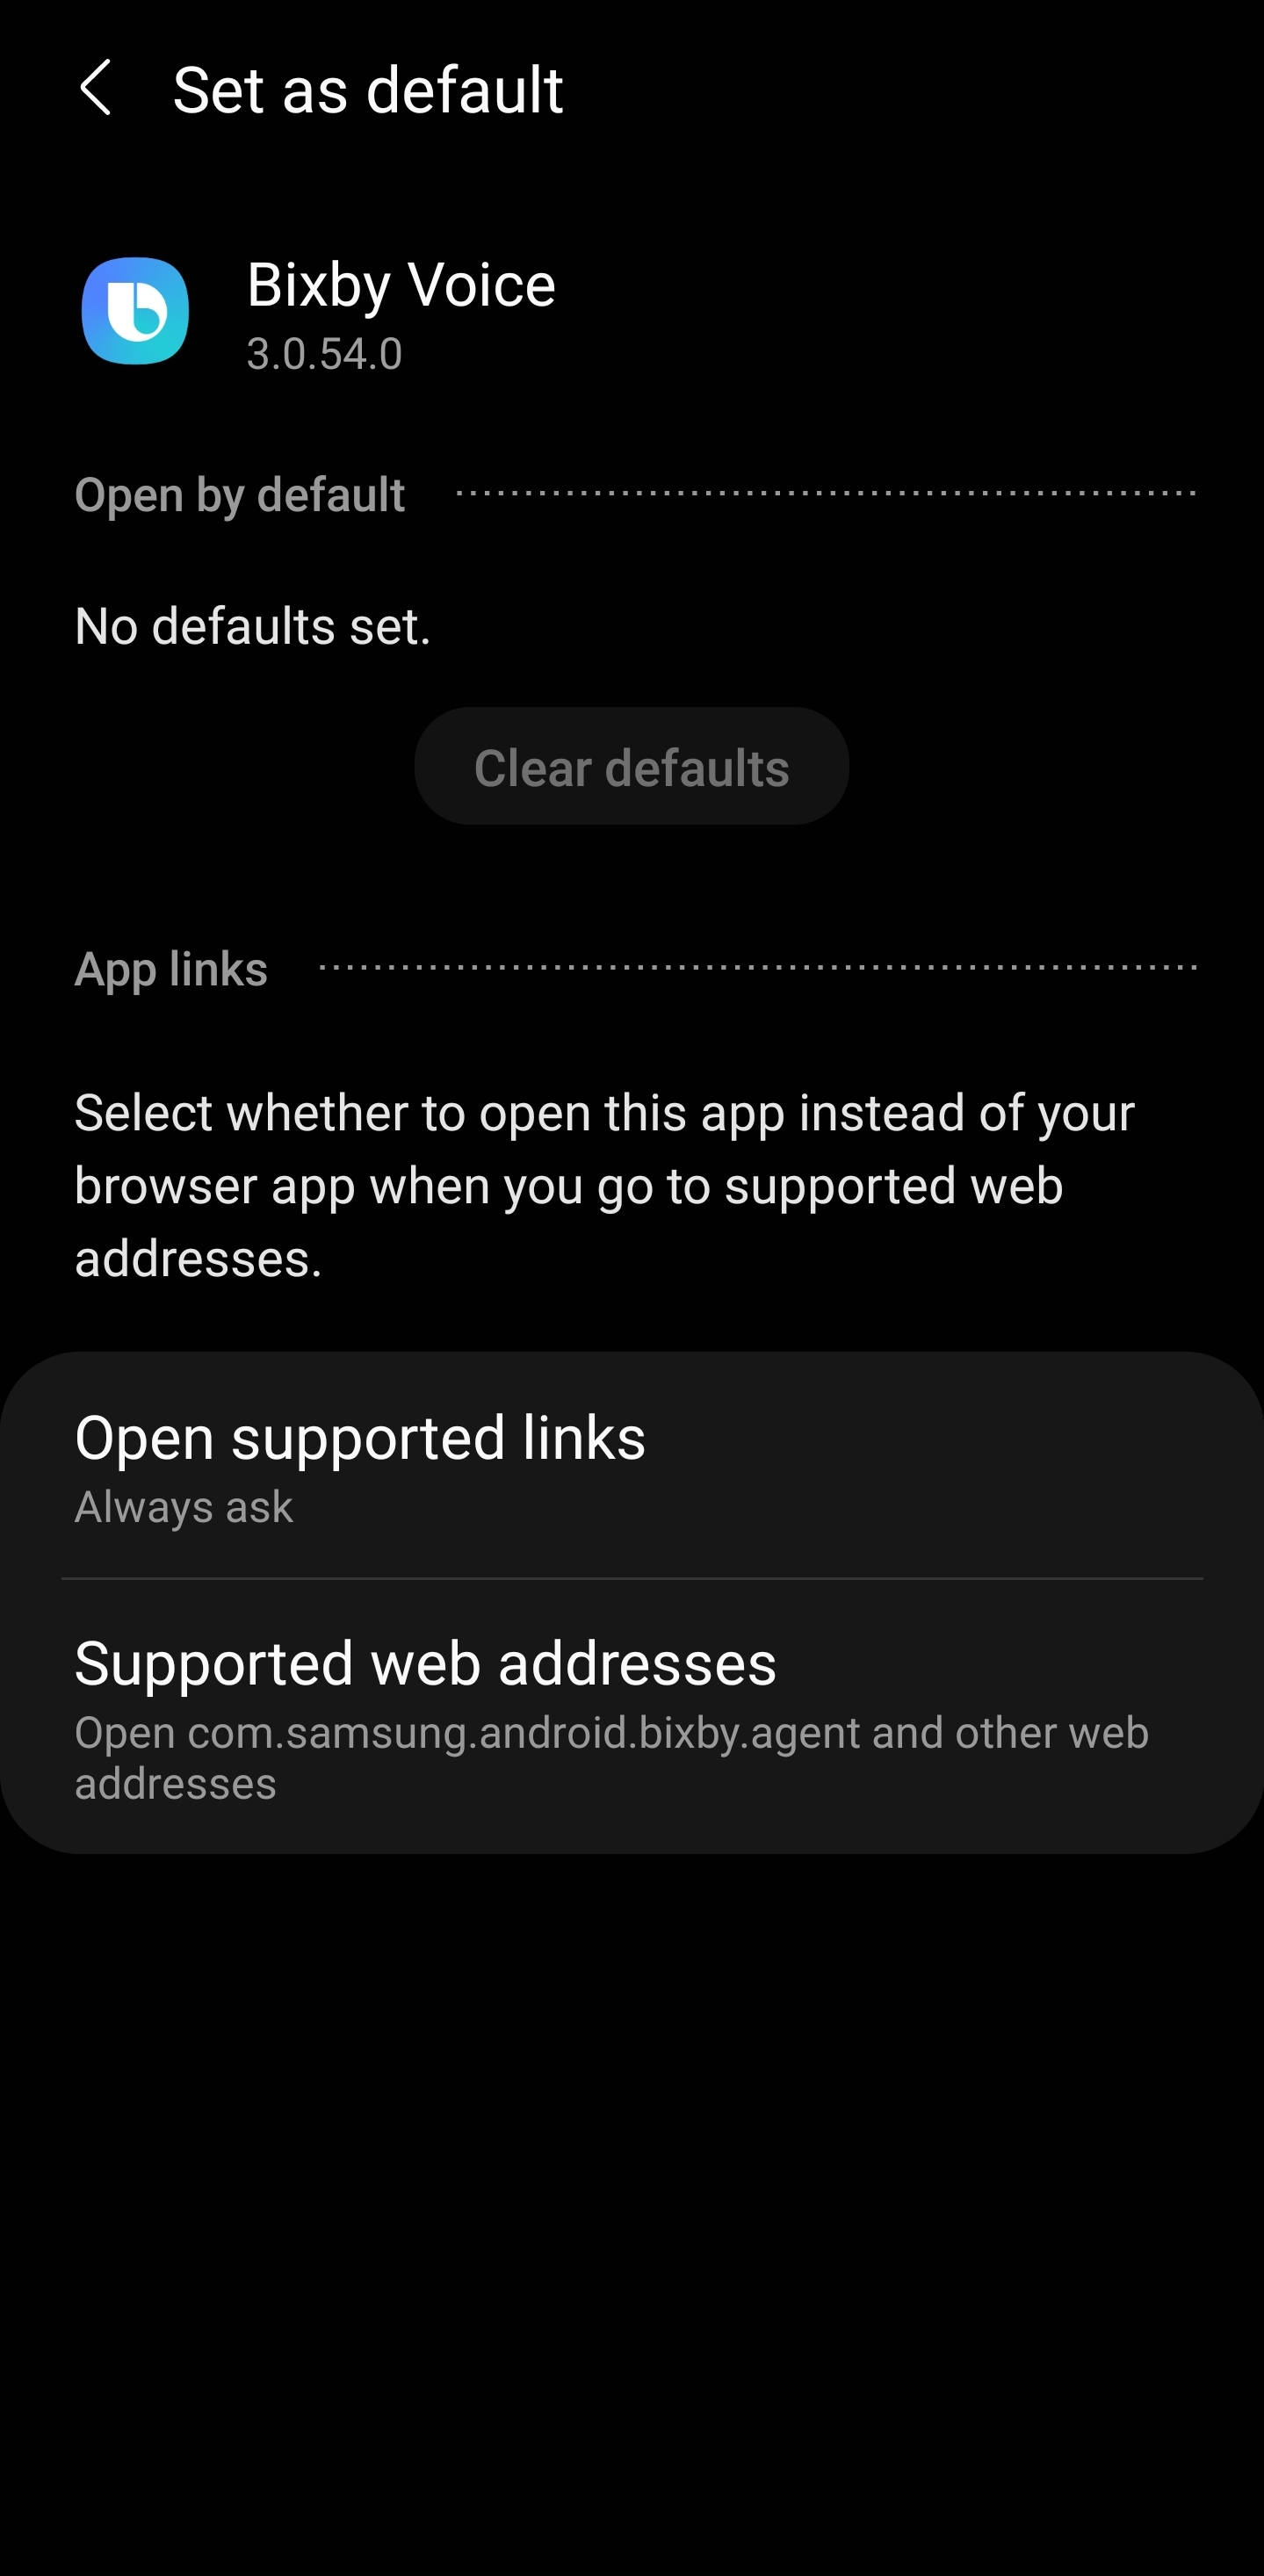 Set as default
Bixby Voice
3.0.54.0
Open by default
No defaults set.
Clear defaults
App links
Select whether to open this app instead of your
browser app when you go to supported web
addresses.
Open supported links
Always ask
Supported web addresses
Open com.samsung.android.bixby.agent and other web
addresses